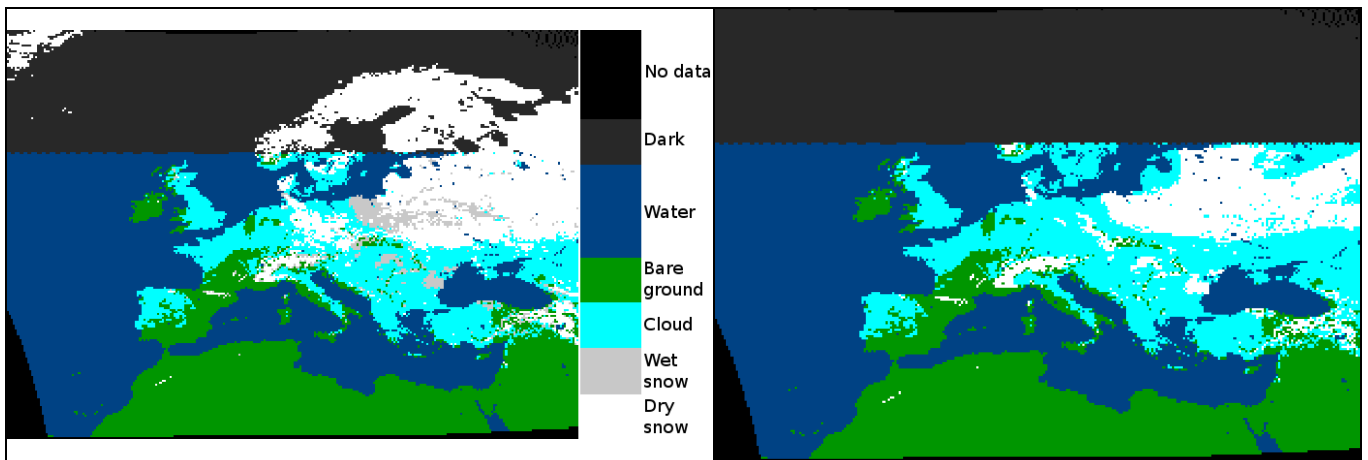 No data
Dark
Water
Bare
ground
Cloud
Wet
snow
Dry
snow